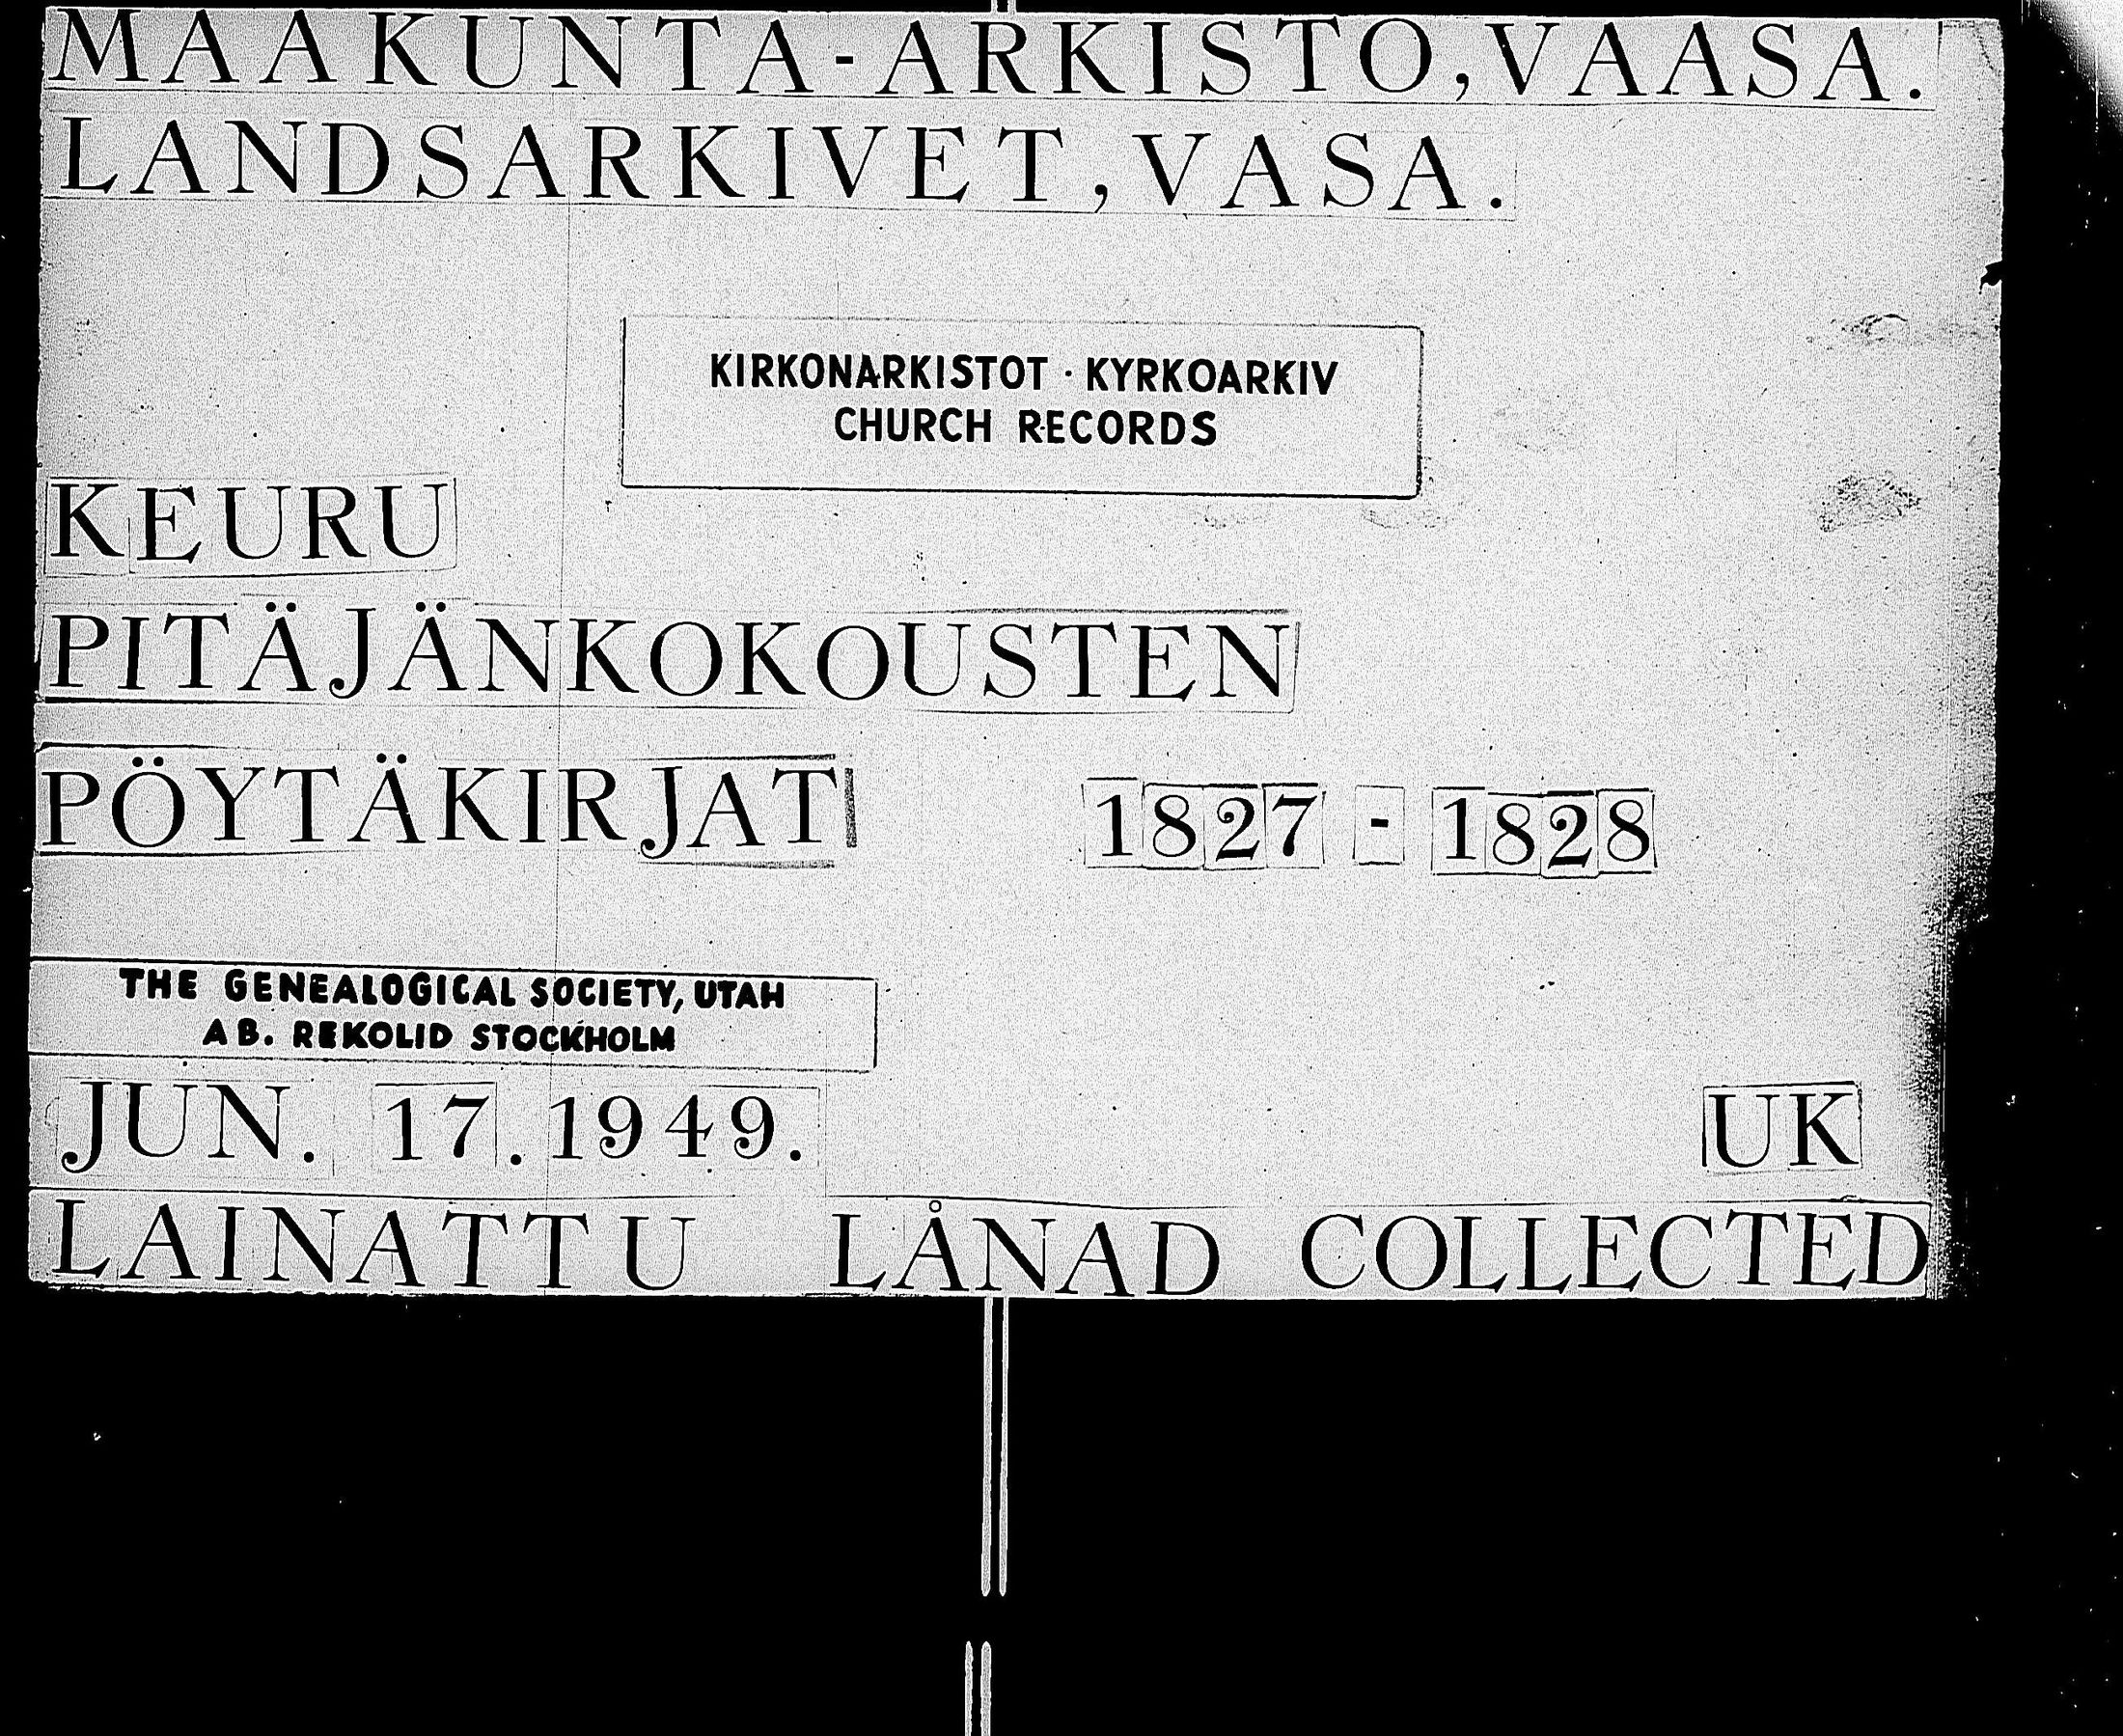 MAAKUNTA-ARKISTO, VAASA.
LANDSARKIVET, VASA.
KIRKONARKISTOT · KYRKOARKIV
CHURCH RECORDS
KEURU
PITÄJÄNKOKOUSTEN
PÖYTÄKIRJAT 1827 - 1828
THE GENEALOGICAL SOCIETY, UTAH
AB. REKOLID STOCKHOLM
JUN. 17. 1949. UK
LAINATTU LÅNAD COLLECTED